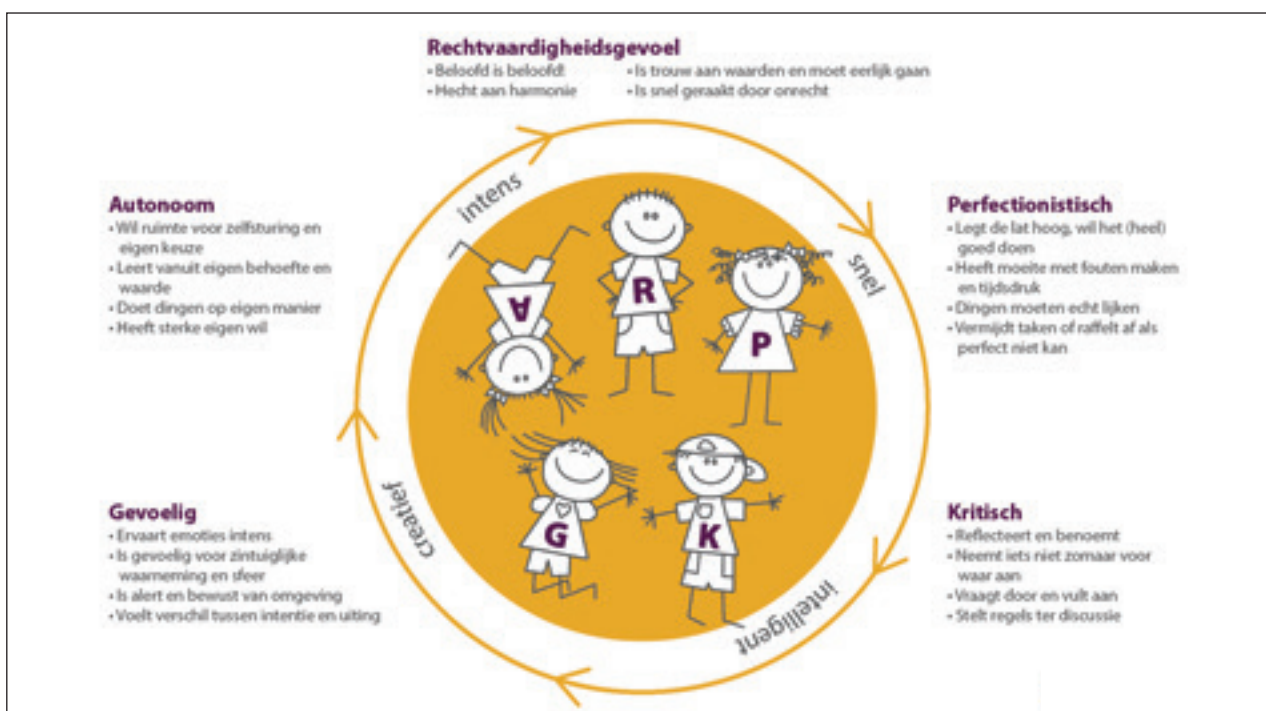 Rechtvaardigheidsgevoel
• Beloofd is beloofd!
• Hecht aan harmonie
• Is trouw aan waarden en moet eerlijk gaan
• Is snel geraakt door onrecht
Autonoom
• Wil ruimte voor zelfsturing en
eigen keuze
• Leert vanuit eigen behoefte en
waarde
• Doet dingen op eigen manier
• Heeft sterke eigen wil
Perfectionistisch
• Legt de lat hoog, wil het (heel)
goed doen
• Heeft moeite met fouten maken
en tijdsdruk
• Dingen moeten echt lijken
• Vermijdt taken of raffelt af als
perfect niet kan
Gevoelig
• Ervaart emoties intens
• Is gevoelig voor zintuiglijke
waarneming en sfeer
• Is alert en bewust van omgeving
• Voelt verschil tussen intentie en uiting
Kritisch
• Reflecteert en benoemt
• Neemt iets niet zomaar voor
waar aan
• Vraagt door en vult aan
• Stelt regels ter discussie
intens
snel
intelligent
creatief
A
R
P
G
K